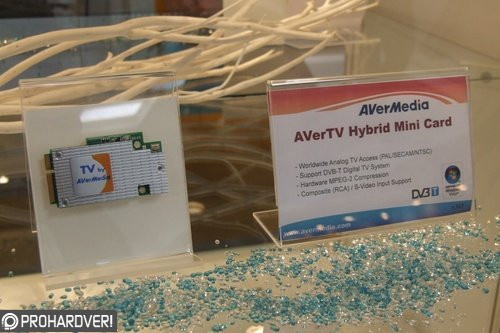 TV by
AVerMedia
AVerMedia
AVerTV Hybrid Mini Card
- Worldwide Analog TV Access (PAL/SECAM/NTSC)
- Support DVB-T Digital TV System
- Hardware MPEG-2 Compression
- Composite (RCA) / S-Video Input Support
DVB T
www.avermedia.com
PROHARDVER!